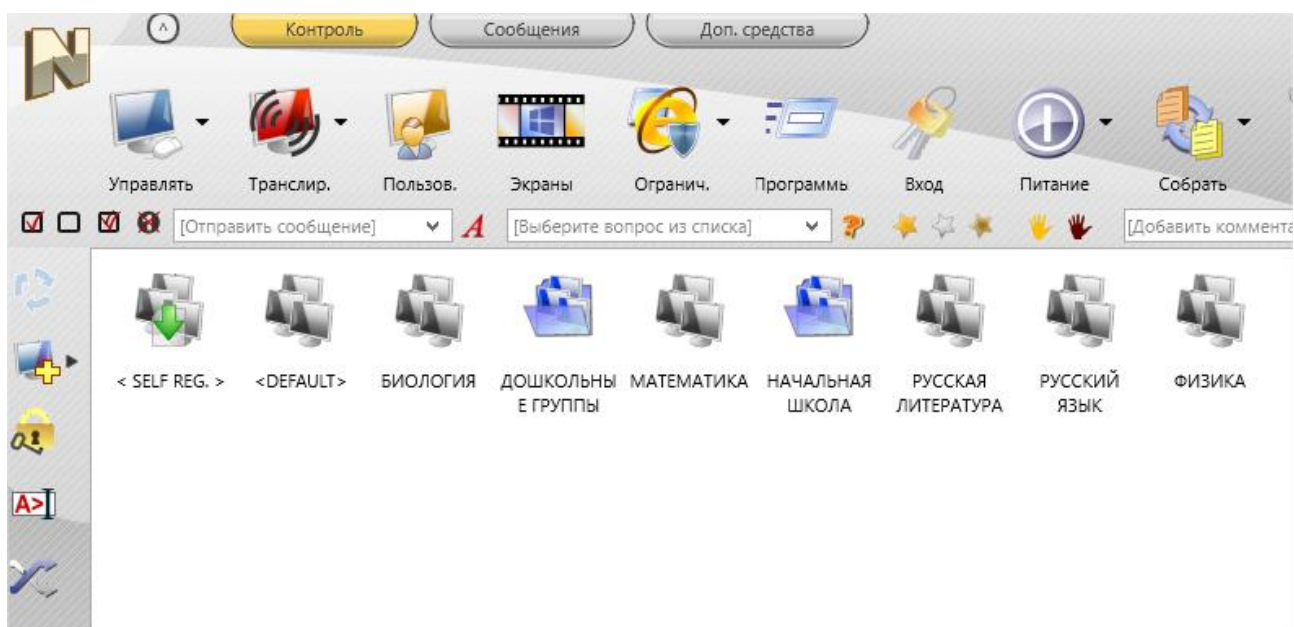 Контроль Сообщения Доп. средства
Управлять Транслир. Пользов. Экраны Огранич. Программы Вход Питание Собрать
[Отправить сообщение] A [Выберите вопрос из списка] [Добавить коммента
< SELF REG. > <DEFAULT> БИОЛОГИЯ ДОШКОЛЬНЫ МАТЕМАТИКА НАЧАЛЬНАЯ РУССКАЯ РУССКИЙ ФИЗИКА
Е ГРУППЫ ШКОЛА ЛИТЕРАТУРА ЯЗЫК
A>